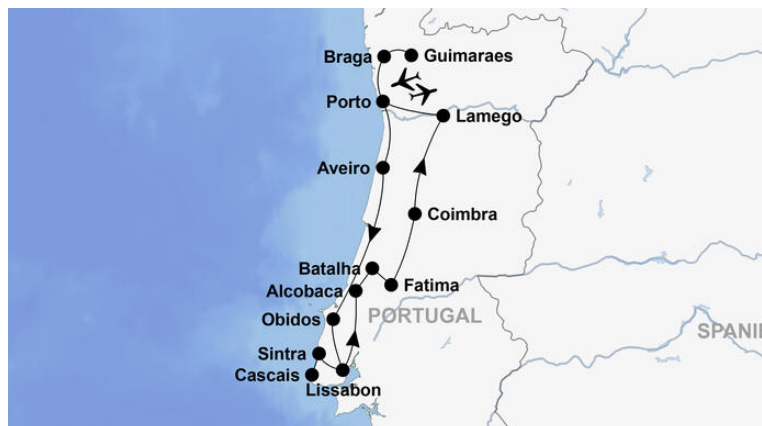 Braga
Guimaraes
Porto
Lamego
Aveiro
Coimbra
Batalha
Fatima
Alcobaca
Obidos
PORTUGAL
SPANIE
Sintra
Cascais
Lissabon